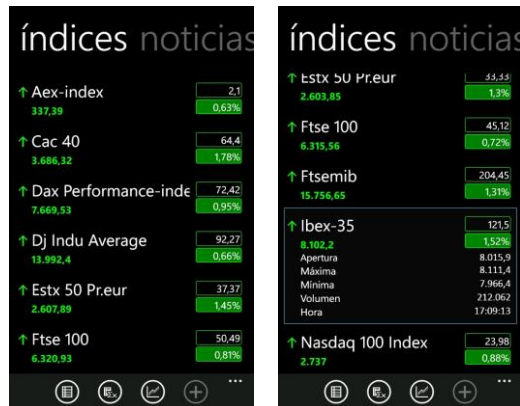 índices noticias
Aex-index 2,1
337,39 0,63%
Cac 40 64,4
3.686,32 1,78%
Dax Performance-inde 72,42
7.669,53 0,95%
Dj Indu Average 92,27
13.992,4 0,66%
Estx 50 Pr.eur 37,37
2.607,89 1,45%
Ftse 100 50,49
6.320,93 0,81%
índices noticias
Estx 50 Pr.eur 33,33
2.603,85 1,3%
Ftse 100 45,12
6.315,56 0,72%
Ftsemib 204,45
15.756,65 1,31%
Ibex-35 121,5
8.102,2 1,52%
Apertura 8.015,9
Máxima 8.111,4
Mínima 7.966,4
Volumen 212.062
Hora 17:09:13
Nasdaq 100 Index 23,98
2.737 0,88%